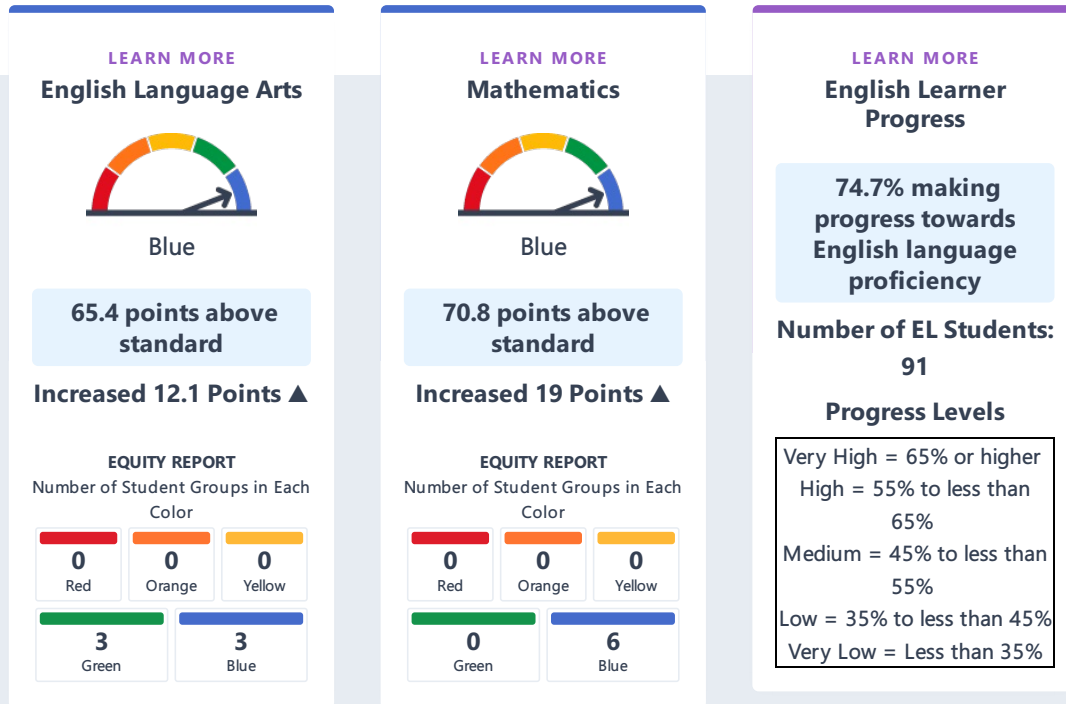 LEARN MORE
English Language Arts
Blue
65.4 points above
standard
Increased 12.1 Points ▲
EQUITY REPORT
Number of Student Groups in Each
Color
0
Red
0
Orange
0
Yellow
3
Green
3
Blue
LEARN MORE
Mathematics
Blue
70.8 points above
standard
Increased 19 Points ▲
EQUITY REPORT
Number of Student Groups in Each
Color
0
Red
0
Orange
0
Yellow
0
Green
6
Blue
LEARN MORE
English Learner
Progress
74.7% making
progress towards
English language
proficiency
Number of EL Students:
91
Progress Levels
Very High = 65% or higher
High = 55% to less than
65%
Medium = 45% to less than
55%
Low = 35% to less than 45%
Very Low = Less than 35%